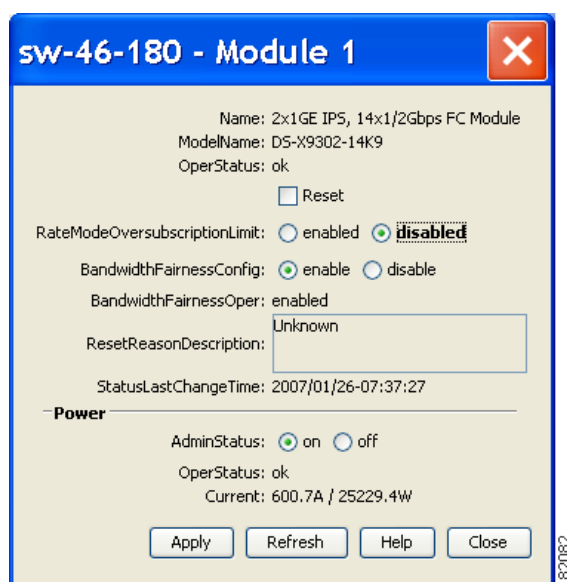 sw-46-180 - Module 1
Name: 2x1GE IPS, 14x1/2Gbps FC Module
ModelName: DS-X9302-14K9
OperStatus: ok
Reset
RateModeOversubscriptionLimit: enabled disabled
BandwidthFairnessConfig: enable disable
BandwidthFairnessOper: enabled
ResetReasonDescription: Unknown
StatusLastChangeTime: 2007/01/26-07:37:27
Power
AdminStatus: on off
OperStatus: ok
Current: 600.7A / 25229.4W
Apply Refresh Help Close
82082